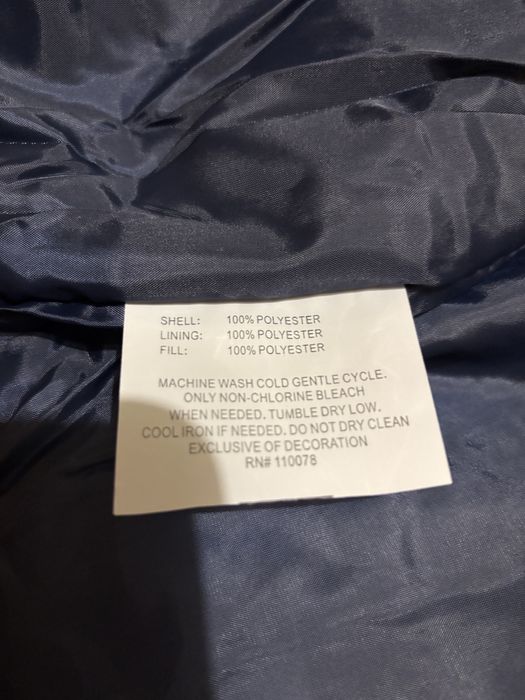 SHELL: 100% POLYESTER
LINING: 100% POLYESTER
FILL: 100% POLYESTER
MACHINE WASH COLD GENTLE CYCLE.
ONLY NON-CHLORINE BLEACH
WHEN NEEDED. TUMBLE DRY LOW.
COOL IRON IF NEEDED. DO NOT DRY CLEAN
EXCLUSIVE OF DECORATION
RN# 110078